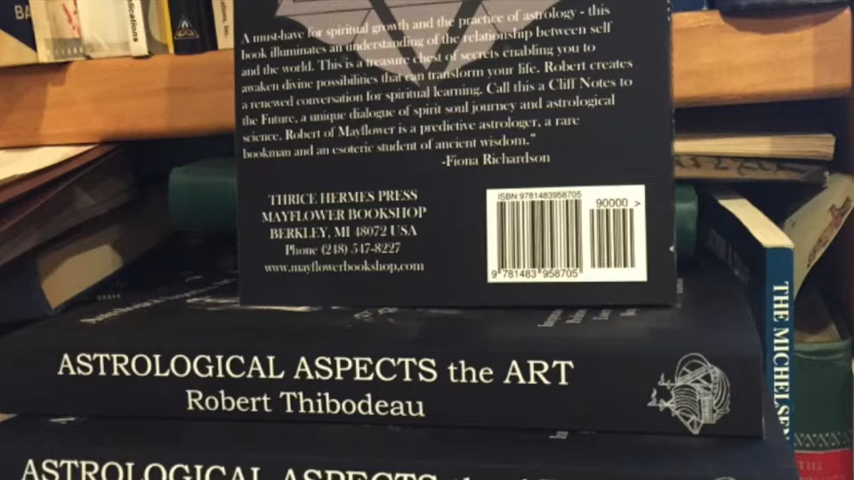 BA
A must-have for spiritual growth and the practice of astrology - this
book illuminates an understanding of the relationship between self
and the world. This is a treasure chest of secrets enabling you to
awaken divine possibilities that can transform your life. Robert creates
a renewed conversation for spiritual learning. Call this a Cliff Notes to
the Future, a unique dialogue of spirit soul journey and astrological
science. Robert of Mayflower is a predictive astrologer, a rare
bookman and an esoteric student of ancient wisdom."
-Fiona Richardson
THRICE HERMES PRESS
MAYFLOWER BOOKSHOP
BERKLEY, MI 48072 USA
Phone (248) 547-8227
www.mayflowerbookshop.com
ISBN 9781483958705
90000 >
9 781483 958705
ASTROLOGICAL ASPECTS the ART
Robert Thibodeau
ASTROLOGICAL ASPECTS
THE MICHELSEN
THE